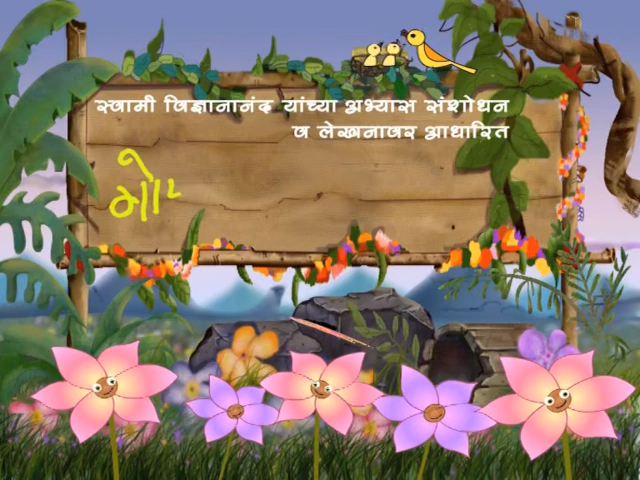 स्वामी विज्ञानानंद यांच्या अभ्यास संशोधन
व लेखनावर आधारित